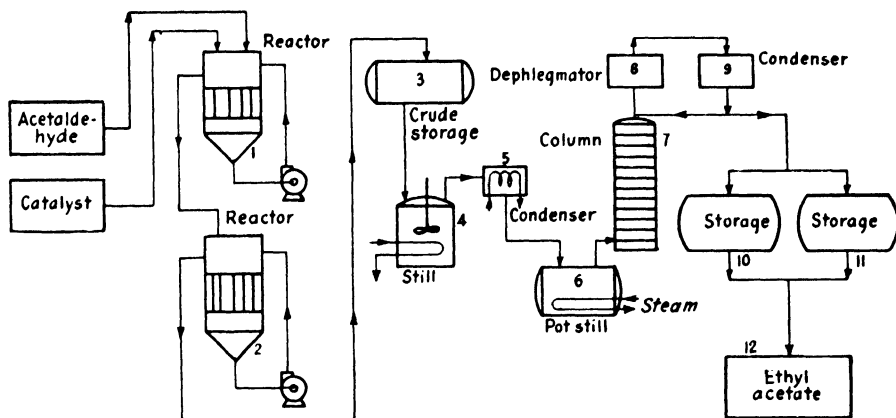 Reactor
Acetalde-
hyde
1
Catalyst
Reactor
2
3
Crude
storage
4
Still
5
Condenser
6
Pot still
Steam
Dephlegmator
8
9
Condenser
Column
7
Storage
10
Storage
11
12
Ethyl
acetate